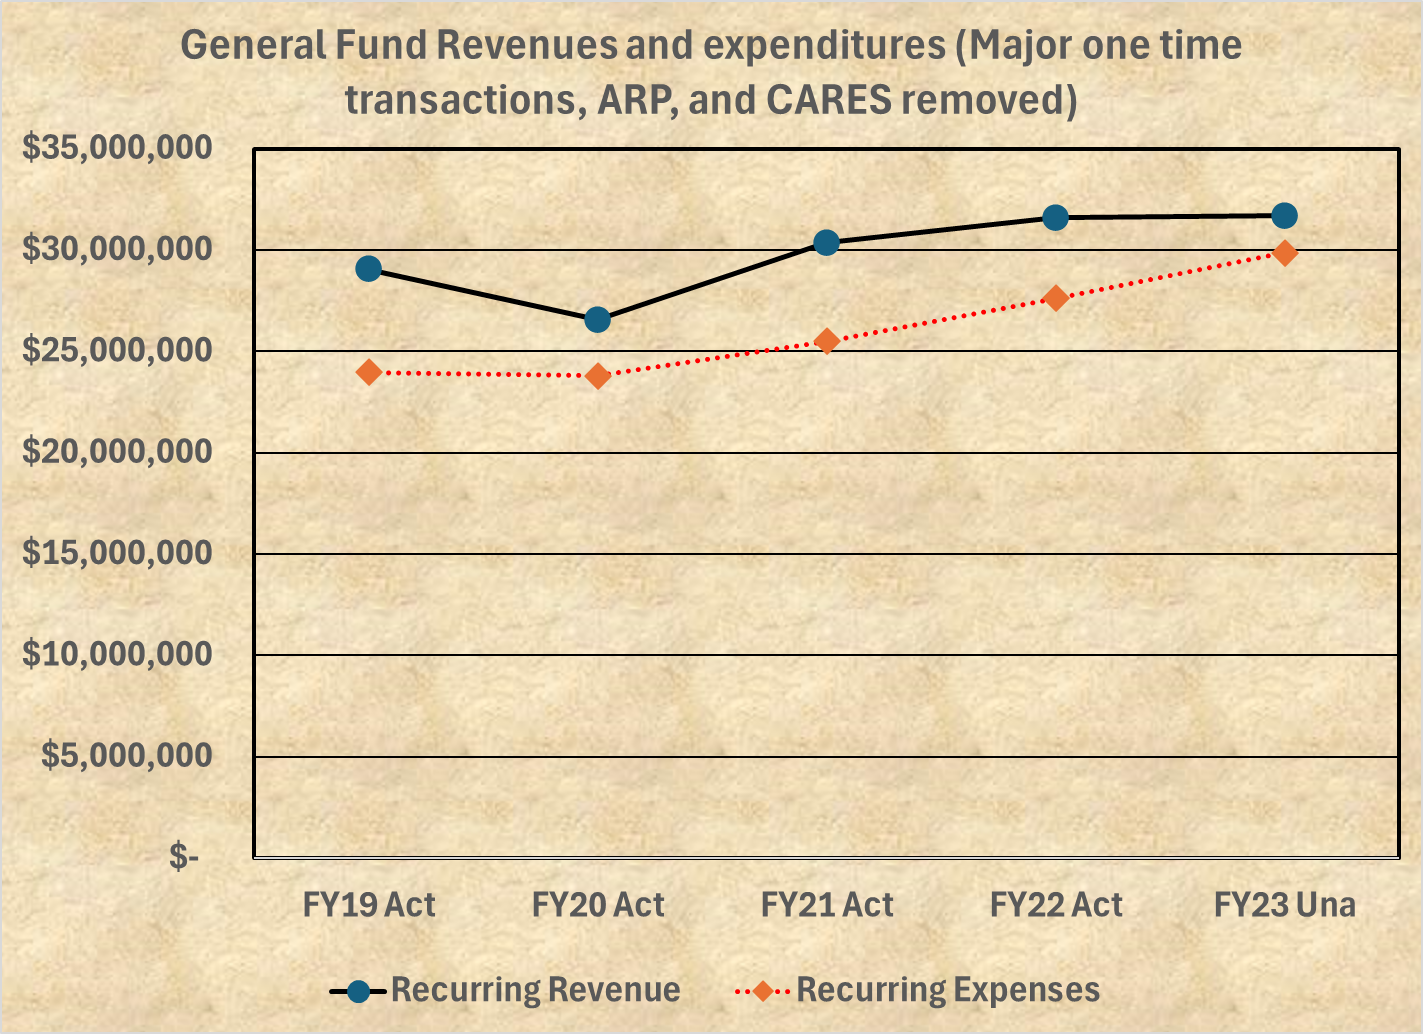 General Fund Revenues and expenditures (Major one time
transactions, ARP, and CARES removed)
$35,000,000
$30,000,000
$25,000,000
$20,000,000
$15,000,000
$10,000,000
$5,000,000
$-
FY19 Act
FY20 Act
FY21 Act
FY22 Act
FY23 Una
Recurring Revenue
Recurring Expenses